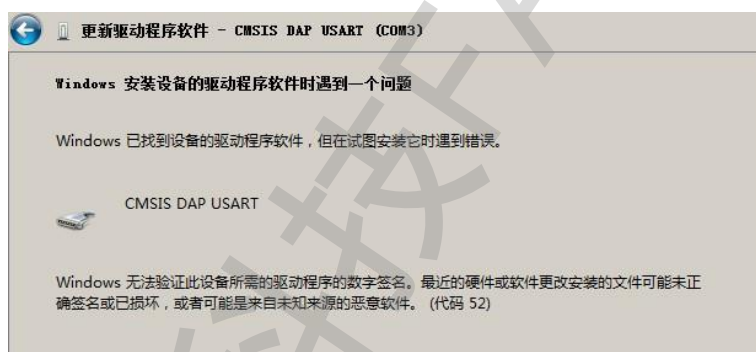 更新驱动程序软件 - CMSIS DAP USART (COM3)
Windows 安装设备的驱动程序软件时遇到一个问题
Windows 已找到设备的驱动程序软件，但在试图安装它时遇到错误。
CMSIS DAP USART
Windows 无法验证此设备所需的驱动程序的数字签名。最近的硬件或软件更改安装的文件可能未正
确签名或已损坏，或者可能是来自未知来源的恶意软件。 (代码 52)